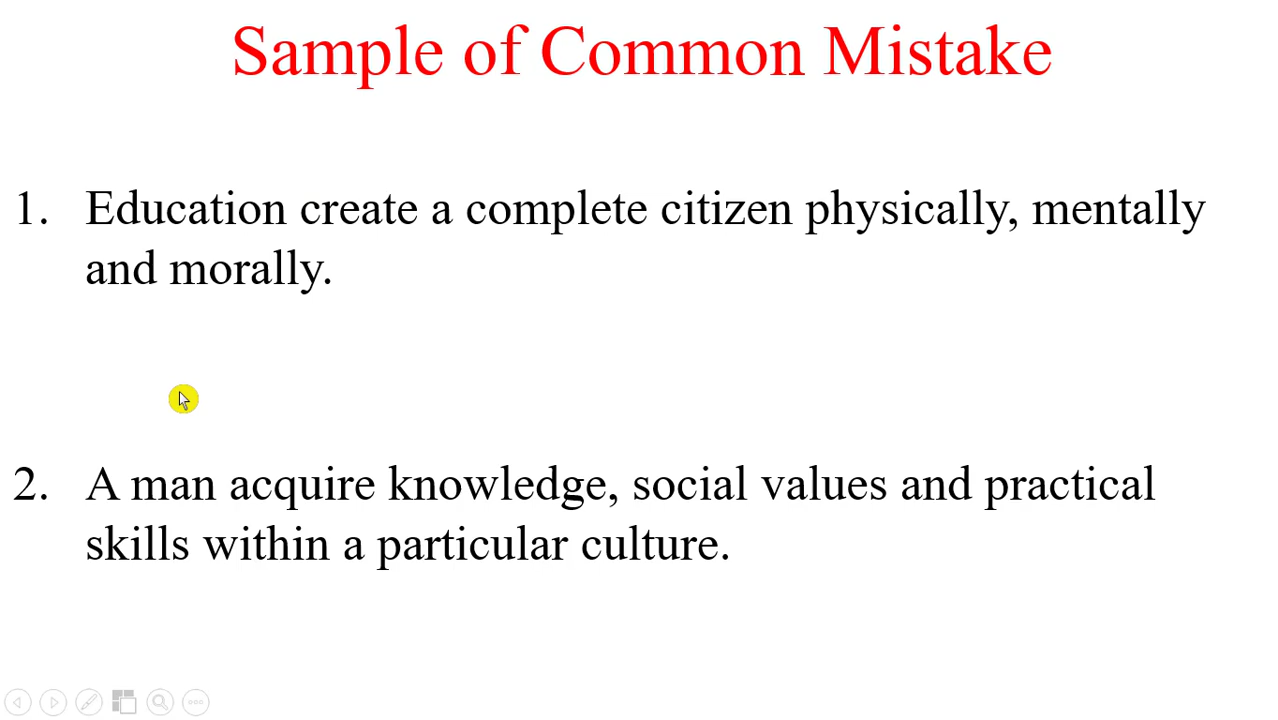 Sample of Common Mistake
1. Education create a complete citizen physically, mentally
and morally.
2. A man acquire knowledge, social values and practical
skills within a particular culture.